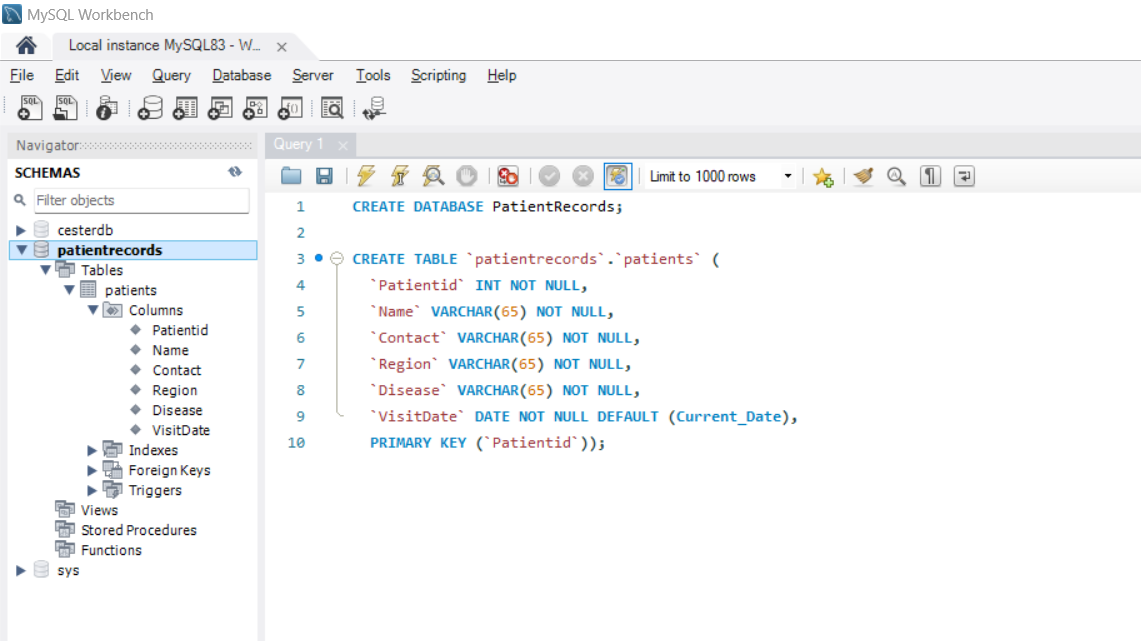 MySQL Workbench
Local instance MySQL83 - W...
File Edit View Query Database Server Tools Scripting Help
Navigator
SCHEMAS
Filter objects
cesterdb
patientrecords
Tables
patients
Columns
Patientid
Name
Contact
Region
Disease
VisitDate
Indexes
Foreign Keys
Triggers
Views
Stored Procedures
Functions
sys
Query 1
Limit to 1000 rows
1 CREATE DATABASE PatientRecords;
2
3 CREATE TABLE `patientrecords`.`patients` (
4 `Patientid` INT NOT NULL,
5 `Name` VARCHAR(65) NOT NULL,
6 `Contact` VARCHAR(65) NOT NULL,
7 `Region` VARCHAR(65) NOT NULL,
8 `Disease` VARCHAR(65) NOT NULL,
9 `VisitDate` DATE NOT NULL DEFAULT (Current_Date),
10 PRIMARY KEY (`Patientid`));